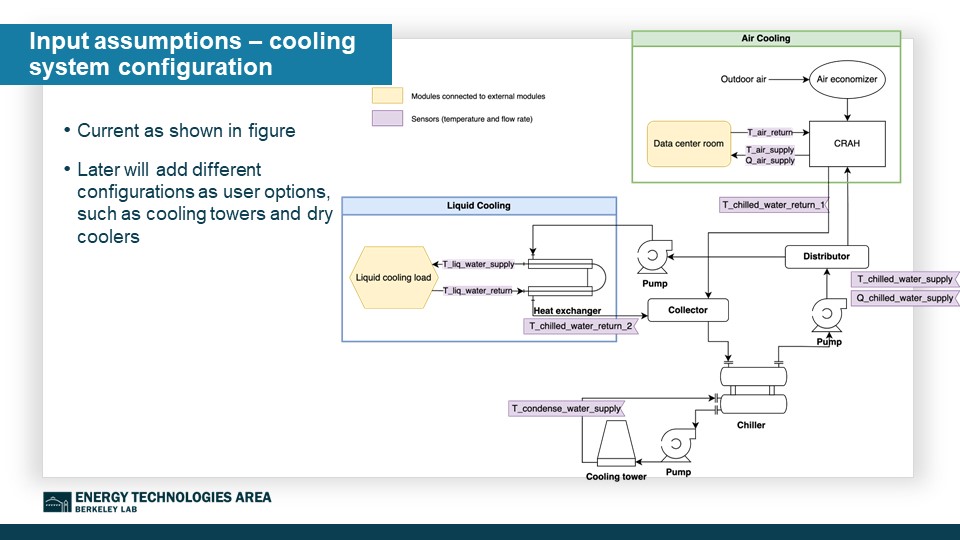 Input assumptions – cooling
system configuration
• Current as shown in figure
• Later will add different
configurations as user options,
such as cooling towers and dry
coolers
Modules connected to external modules
Sensors (temperature and flow rate)
Air Cooling
Outdoor air
Air economizer
Data center room
T_air_return
T_air_supply
Q_air_supply
CRAH
T_chilled_water_return_1
Liquid Cooling
Liquid cooling load
T_liq_water_supply
T_liq_water_return
Heat exchanger
T_chilled_water_return_2
Pump
Distributor
T_chilled_water_supply
Q_chilled_water_supply
Collector
Pump
Chiller
T_condense_water_supply
Cooling tower
Pump
ENERGY TECHNOLOGIES AREA
BERKELEY LAB